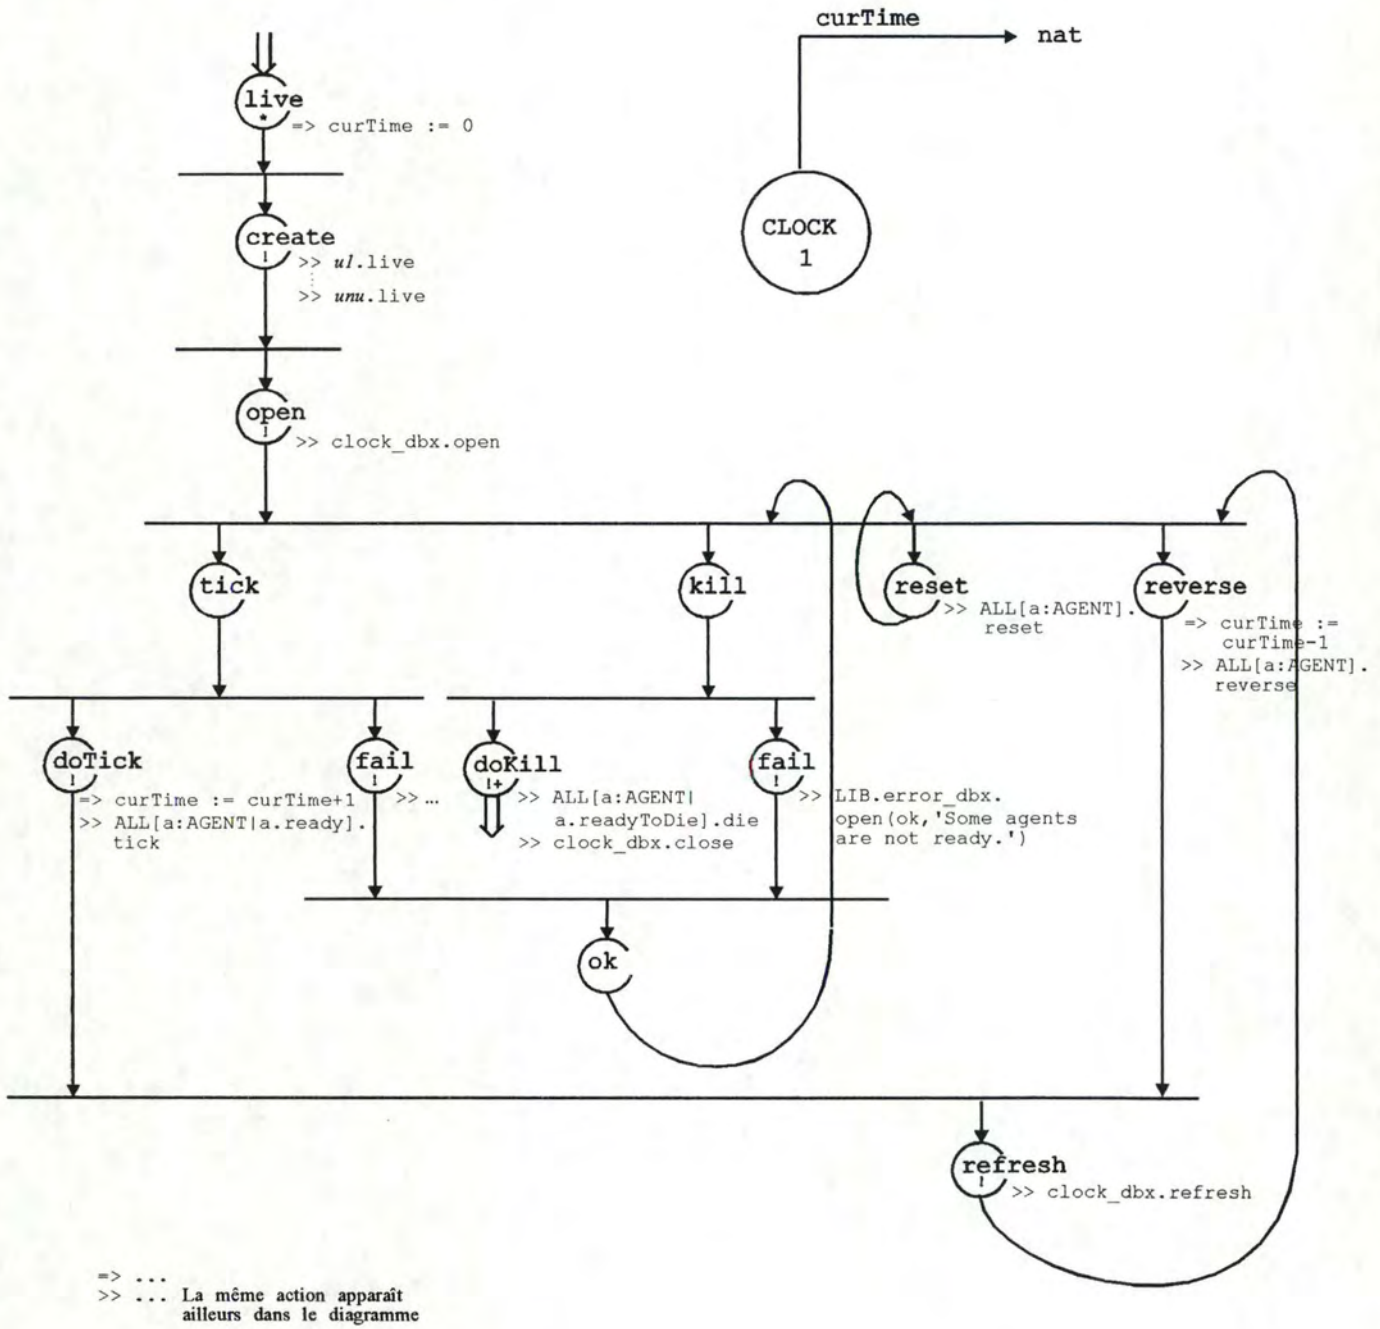 curTime
nat
live
*
=> curTime := 0
CLOCK
1
create
!
>> u1.live
>> unu.live
open
!
>> clock_dbx.open
tick
kill
reset
>> ALL[a:AGENT].
reset
reverse
=> curTime :=
curTime-1
>> ALL[a:AGENT].
reverse
doTick
!
=> curTime := curTime+1
>> ALL[a:AGENT|a.ready].
tick
fail
!
>> ...
doKill
!+
>> ALL[a:AGENT|
a.readyToDie].die
>> clock_dbx.close
fail
!
>> LIB.error_dbx.
open(ok,'Some agents
are not ready.')
ok
refresh
!
>> clock_dbx.refresh
=> ...
>> ... La même action apparaît
ailleurs dans le diagramme